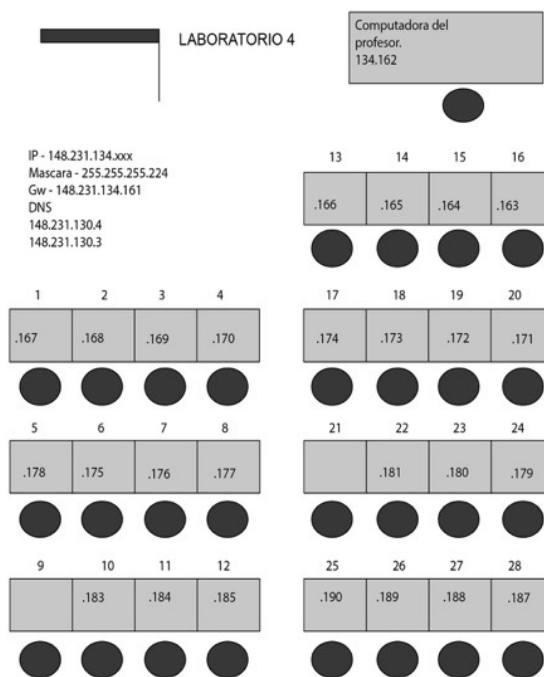 LABORATORIO 4
Computadora del
profesor.
134.162
IP - 148.231.134.xxx
Mascara - 255.255.255.224
Gw - 148.231.134.161
DNS
148.231.130.4
148.231.130.3
13 14 15 16
.166 .165 .164 .163
1 2 3 4
.167 .168 .169 .170
17 18 19 20
.174 .173 .172 .171
5 6 7 8
.178 .175 .176 .177
21 22 23 24
.181 .180 .179
9 10 11 12
.183 .184 .185
25 26 27 28
.190 .189 .188 .187